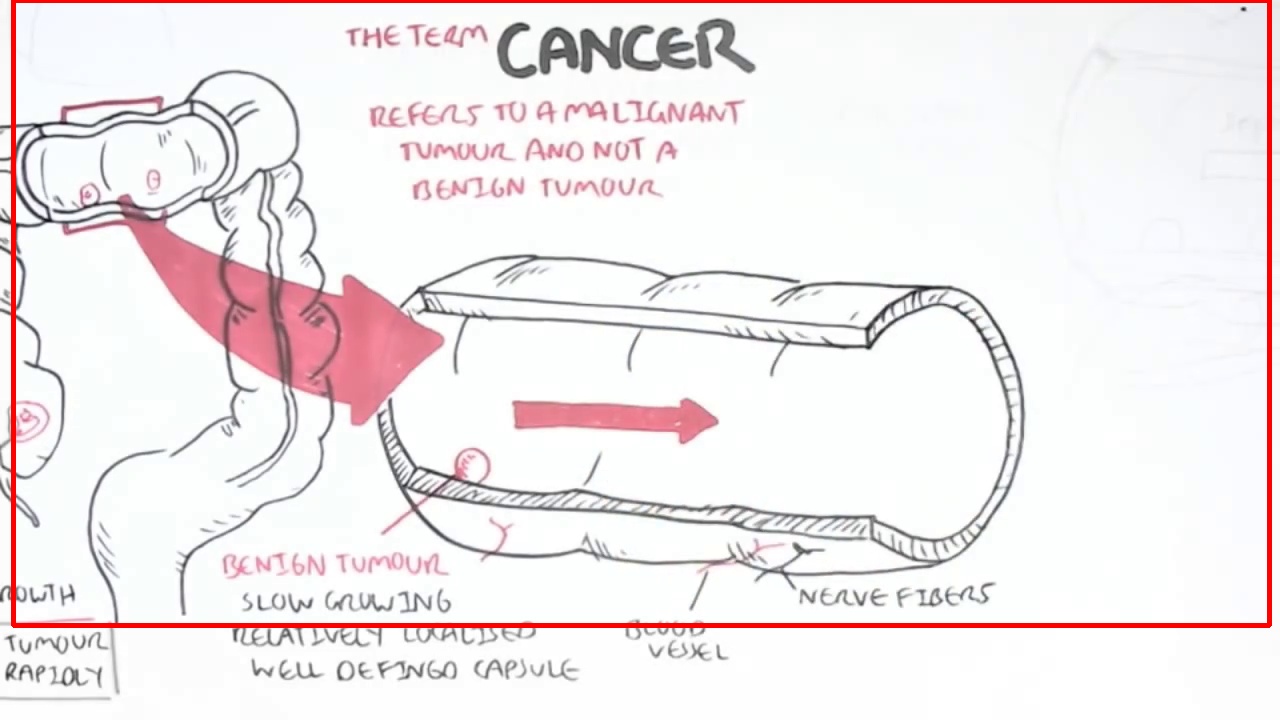 THE TERM CANCER
REFERS TO A MALIGNANT
TUMOUR AND NOT A
BENIGN TUMOUR
BENIGN TUMOUR
SLOW GROWING
RELATIVELY LOCALISED
WELL DEFINED CAPSULE
BLOOD
VESSEL
NERVE FIBERS
ROWTH
TUMOUR
RAPIDLY